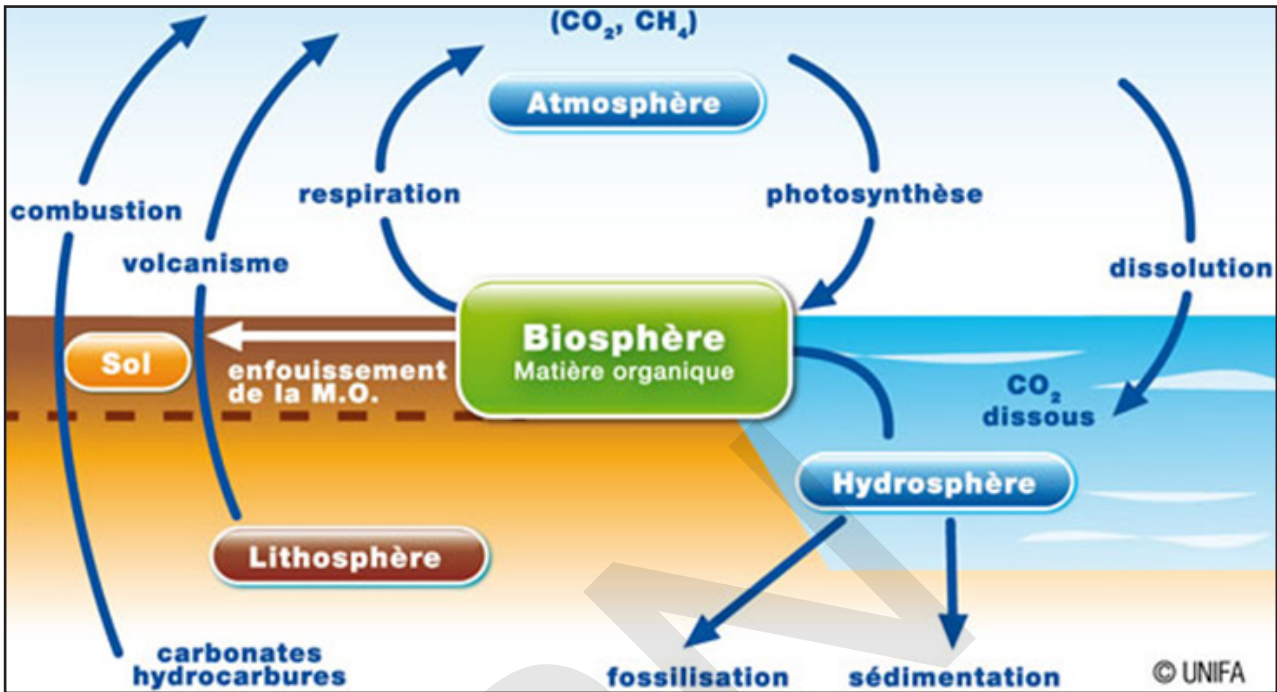 (CO₂, CH₄)
Atmosphère
respiration
photosynthèse
combustion
volcanisme
dissolution
Biosphère
Matière organique
Sol
enfouissement
de la M.O.
CO₂
dissous
Hydrosphère
Lithosphère
carbonates
hydrocarbures
fossilisation
sédimentation
© UNIFA